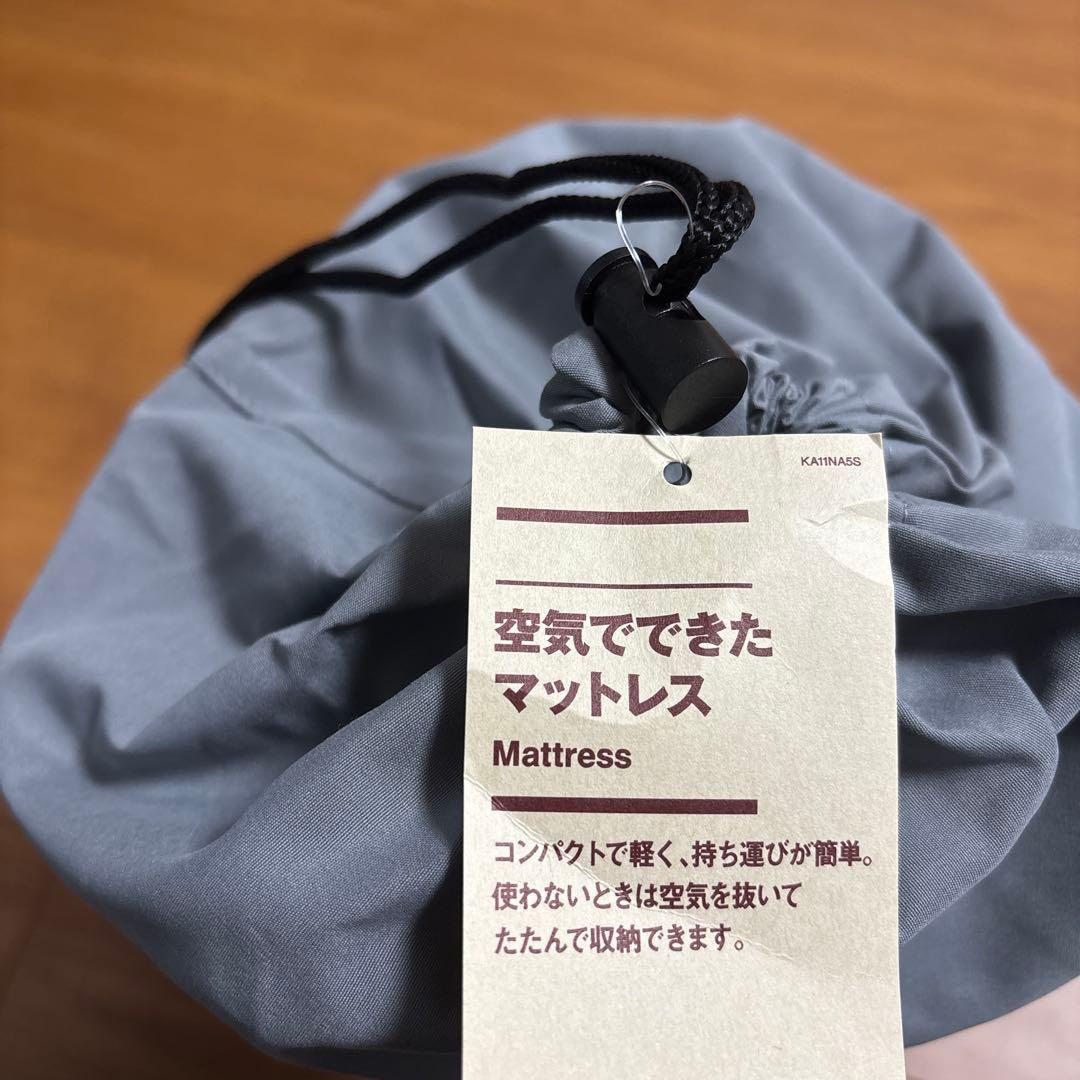 KA11NA5S
空気でできた
マットレス
Mattress
コンパクトで軽く、持ち運びが簡単。
使わないときは空気を抜いて
たたんで収納できます。